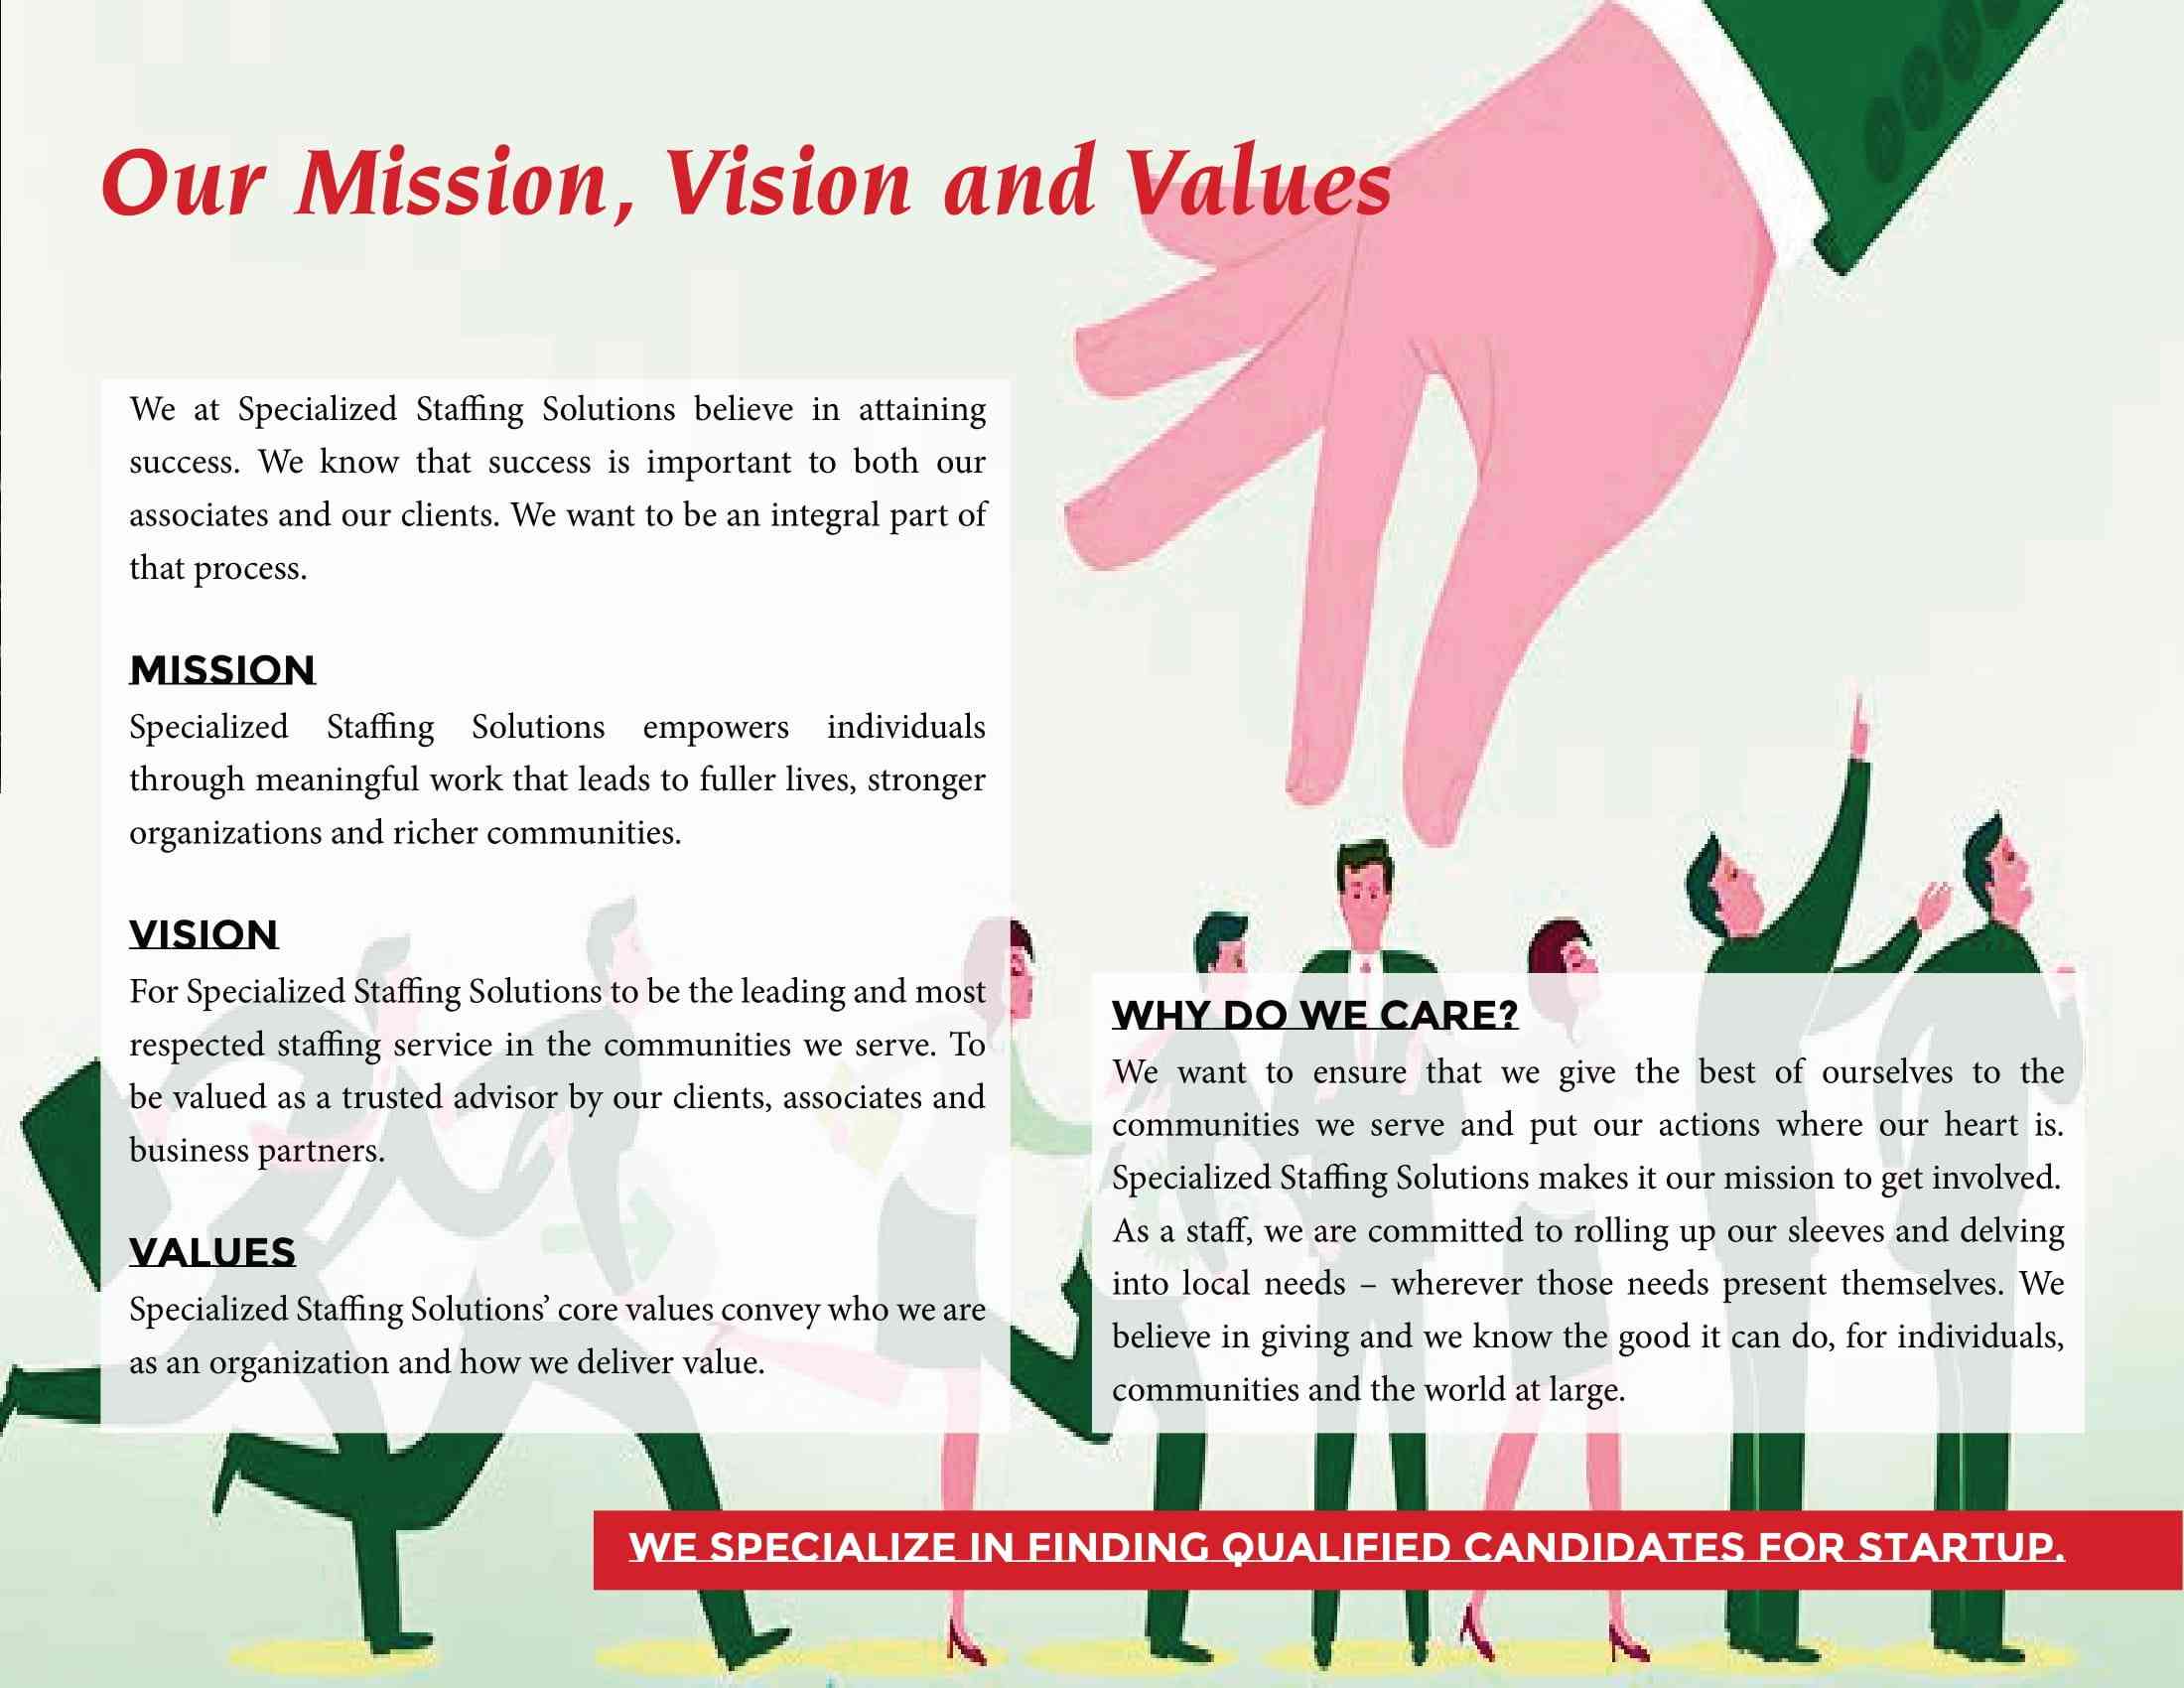 Our Mission, Vision and Values
We at Specialized Staffing Solutions believe in attaining
success. We know that success is important to both our
associates and our clients. We want to be an integral part of
that process.
MISSION
Specialized Staffing Solutions empowers individuals
through meaningful work that leads to fuller lives, stronger
organizations and richer communities.
VISION
For Specialized Staffing Solutions to be the leading and most
respected staffing service in the communities we serve. To
be valued as a trusted advisor by our clients, associates and
business partners.
VALUES
Specialized Staffing Solutions’ core values convey who we are
as an organization and how we deliver value.
WHY DO WE CARE?
We want to ensure that we give the best of ourselves to the
communities we serve and put our actions where our heart is.
Specialized Staffing Solutions makes it our mission to get involved.
As a staff, we are committed to rolling up our sleeves and delving
into local needs – wherever those needs present themselves. We
believe in giving and we know the good it can do, for individuals,
communities and the world at large.
WE SPECIALIZE IN FINDING QUALIFIED CANDIDATES FOR STARTUP.